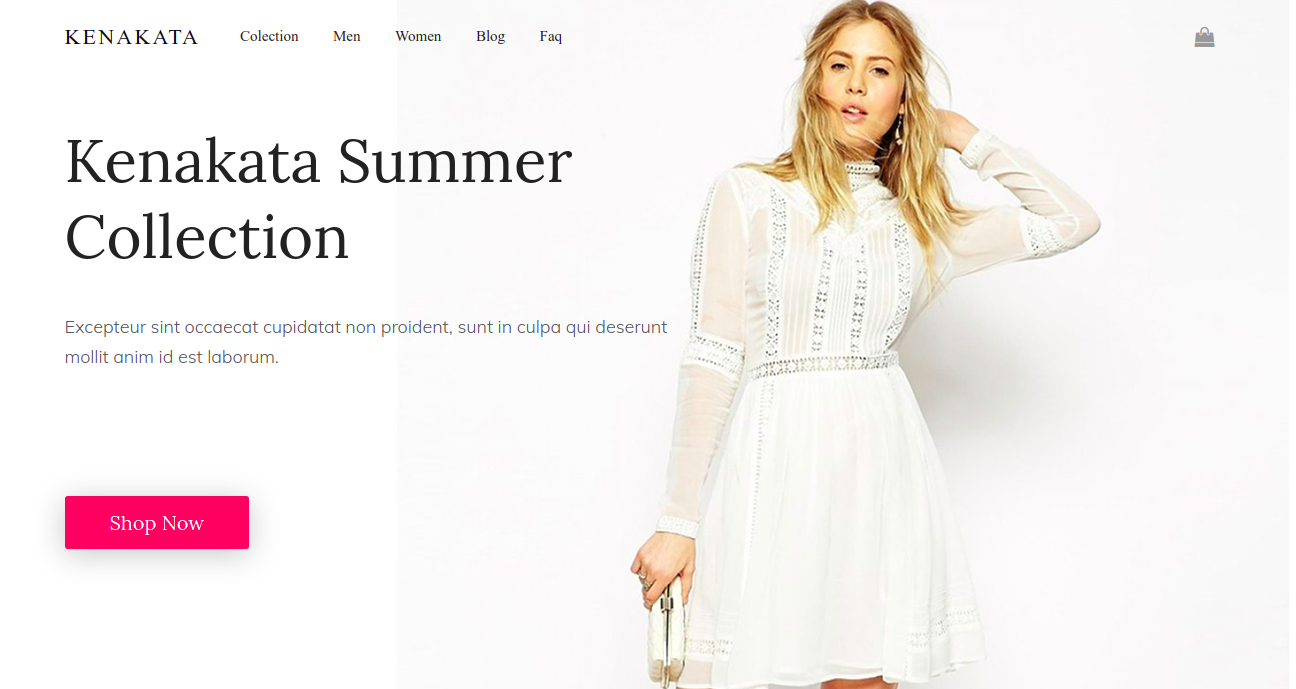 KENAKATA Colection Men Women Blog Faq
Kenakata Summer
Collection
Excepteur sint occaecat cupidatat non proident, sunt in culpa qui deserunt
mollit anim id est laborum.
Shop Now